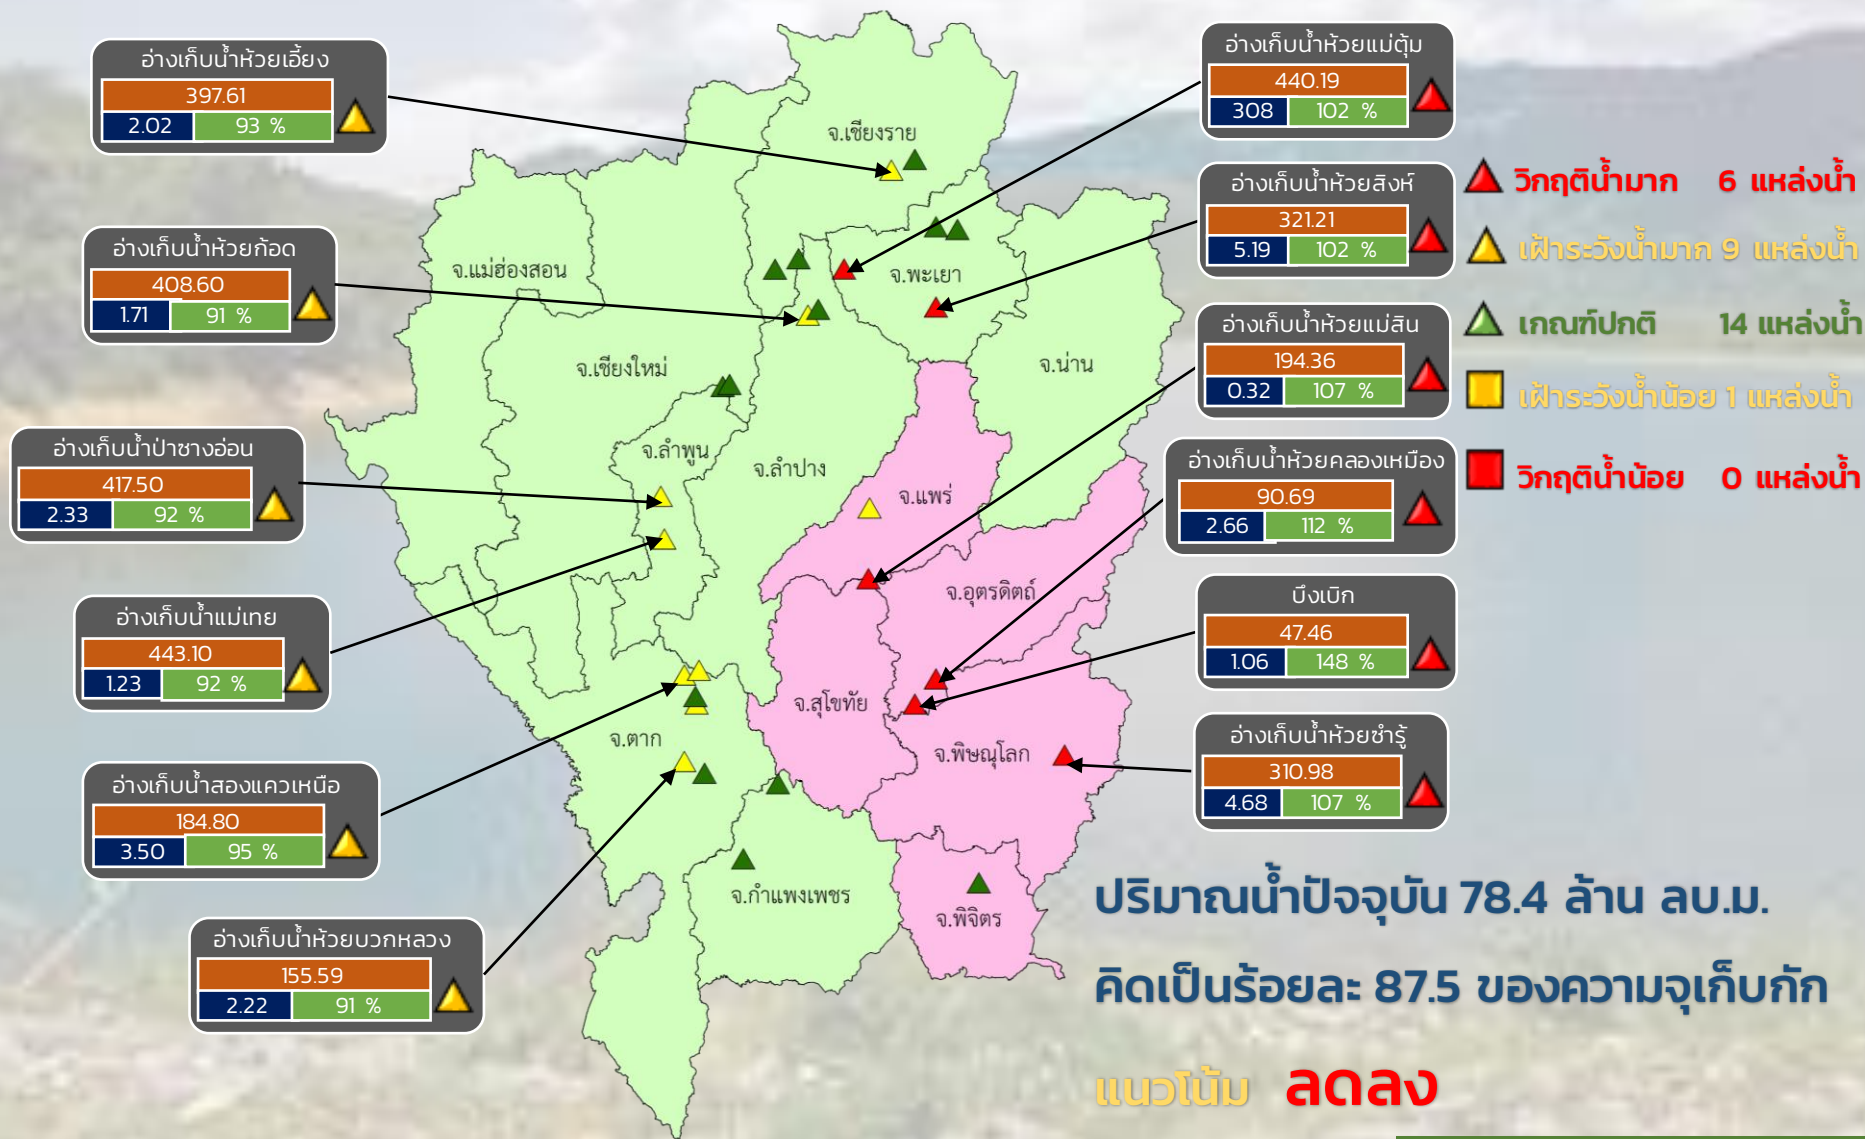 อ่างเก็บน้ำห้วยเอี้ยง
397.61
2.02 93 %
อ่างเก็บน้ำห้วยก้อด
408.60
1.71 91 %
อ่างเก็บน้ำป่าซางอ่อน
417.50
2.33 92 %
อ่างเก็บน้ำแม่เทย
443.10
1.23 92 %
อ่างเก็บน้ำสองแควเหนือ
184.80
3.50 95 %
อ่างเก็บน้ำห้วยบวกหลวง
155.59
2.22 91 %
จ.เชียงราย
จ.แม่ฮ่องสอน
จ.พะเยา
จ.เชียงใหม่
จ.น่าน
จ.ลำพูน
จ.ลำปาง
จ.แพร่
จ.อุตรดิตถ์
จ.สุโขทัย
จ.ตาก
จ.พิษณุโลก
จ.กำแพงเพชร
จ.พิจิตร
อ่างเก็บน้ำห้วยแม่ตุ้ม
440.19
308 102 %
อ่างเก็บน้ำห้วยสิงห์
321.21
5.19 102 %
อ่างเก็บน้ำห้วยแม่สิน
194.36
0.32 107 %
อ่างเก็บน้ำห้วยคลองเหมือง
90.69
2.66 112 %
บึงเบิก
47.46
1.06 148 %
อ่างเก็บน้ำห้วยซำรู้
310.98
4.68 107 %
วิกฤติน้ำมาก 6 แหล่งน้ำ
เฝ้าระวังน้ำมาก 9 แหล่งน้ำ
เกณฑ์ปกติ 14 แหล่งน้ำ
เฝ้าระวังน้ำน้อย 1 แหล่งน้ำ
วิกฤติน้ำน้อย 0 แหล่งน้ำ
ปริมาณน้ำปัจจุบัน 78.4 ล้าน ลบ.ม.
คิดเป็นร้อยละ 87.5 ของความจุเก็บกัก
แนวโน้ม ลดลง